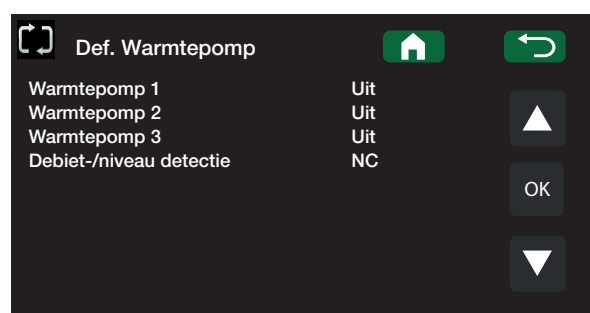 Def. Warmtepomp
Warmtepomp 1 Uit
Warmtepomp 2 Uit
Warmtepomp 3 Uit
Debiet-/niveau detectie NC
OK